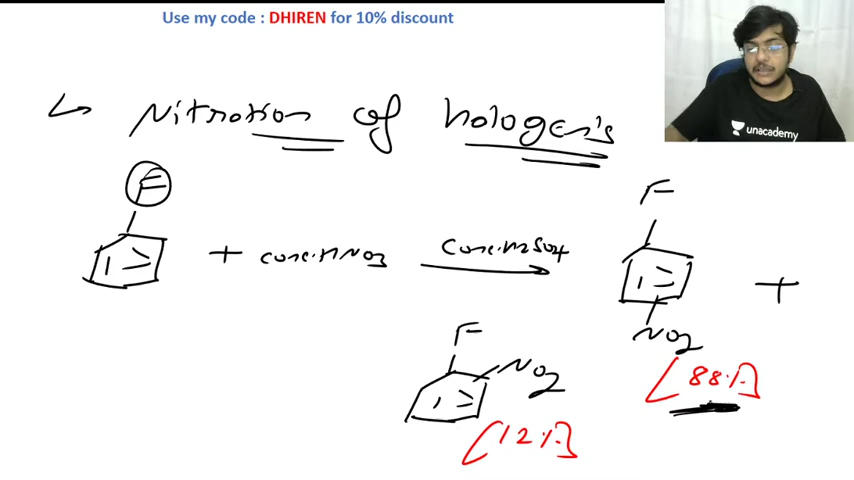 Use my code : DHIREN for 10% discount
unacademy
Nitration of halogen's
F
+ conc.HNO3
conc.H2SO4
F
NO2
+
[88%]
F
NO2
[12%]